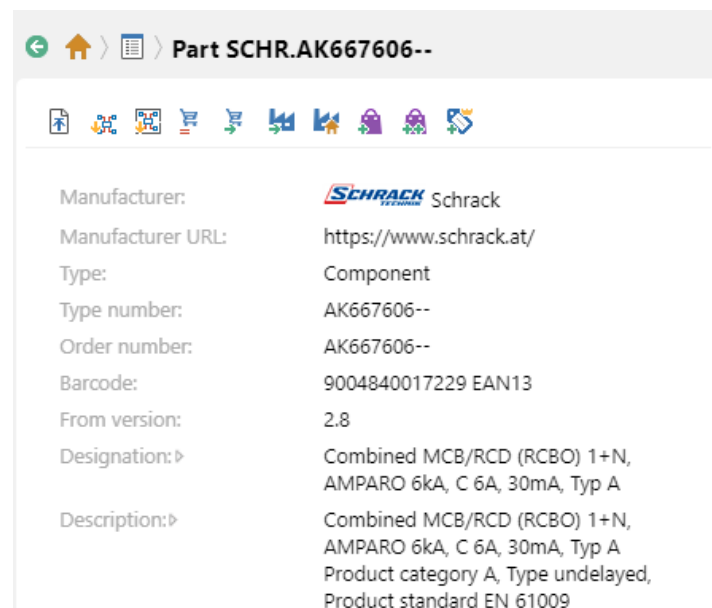 Part SCHR.AK667606--
Manufacturer: SCHRACK TECHNIK Schrack
Manufacturer URL: https://www.schrack.at/
Type: Component
Type number: AK667606--
Order number: AK667606--
Barcode: 9004840017229 EAN13
From version: 2.8
Designation: Combined MCB/RCD (RCBO) 1+N,
AMPARO 6kA, C 6A, 30mA, Typ A
Description: Combined MCB/RCD (RCBO) 1+N,
AMPARO 6kA, C 6A, 30mA, Typ A
Product category A, Type undelayed,
Product standard EN 61009